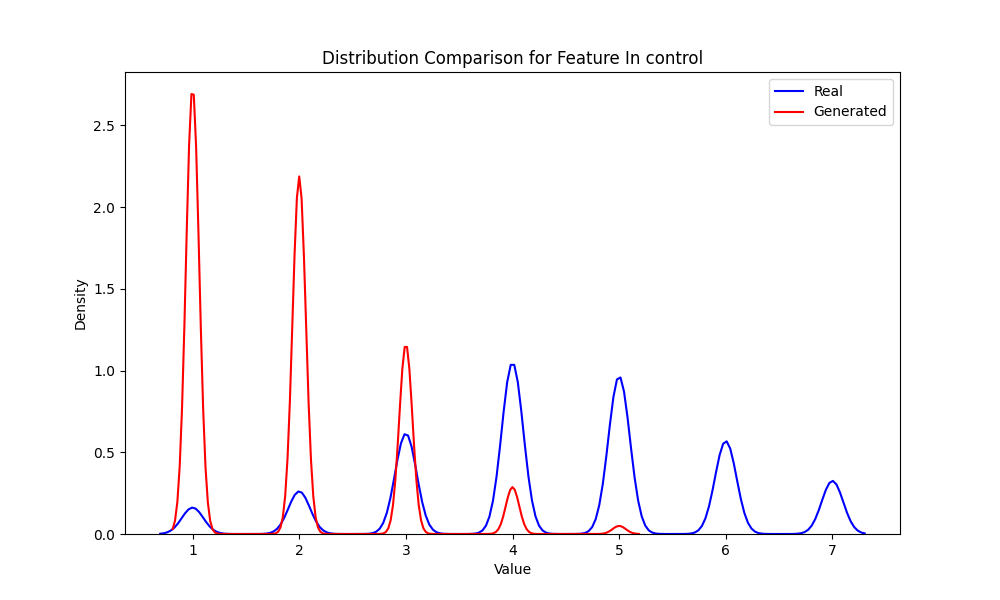 Distribution Comparison for Feature In control
Real
Generated
2.5
2.0
1.5
1.0
0.5
0.0
Density
1 2 3 4 5 6 7
Value